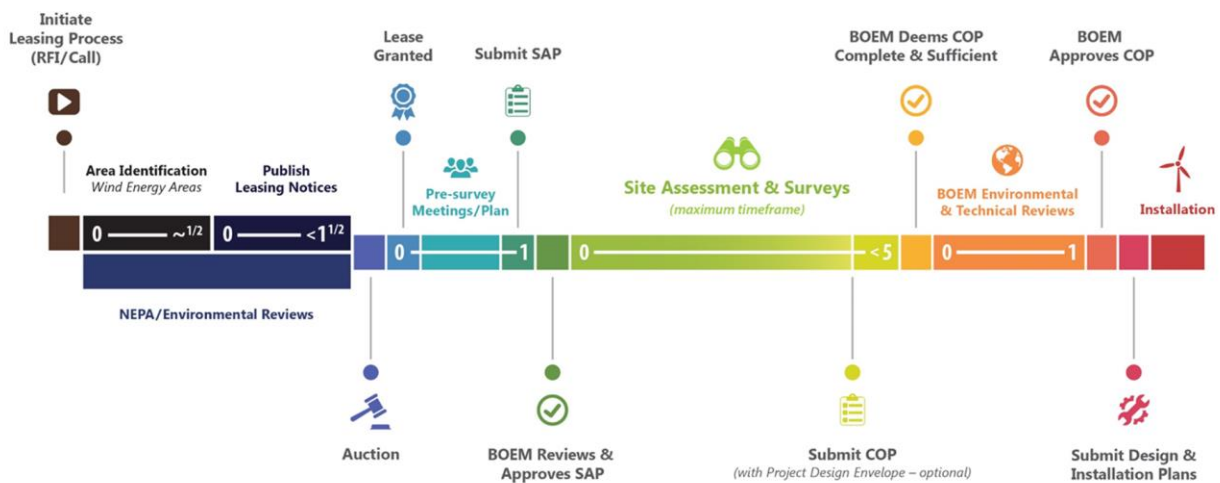 Initiate
Leasing Process
(RFI/Call)
Lease
Granted
Submit SAP
BOEM Deems COP
Complete & Sufficient
BOEM
Approves COP
Area Identification
Wind Energy Areas
Publish
Leasing Notices
Pre-survey
Meetings/Plan
Site Assessment & Surveys
(maximum timeframe)
BOEM Environmental
& Technical Reviews
Installation
0 ~1/2
0 <1 1/2
0 1
0 <5
0 1
NEPA/Environmental Reviews
Auction
BOEM Reviews &
Approves SAP
Submit COP
(with Project Design Envelope – optional)
Submit Design &
Installation Plans